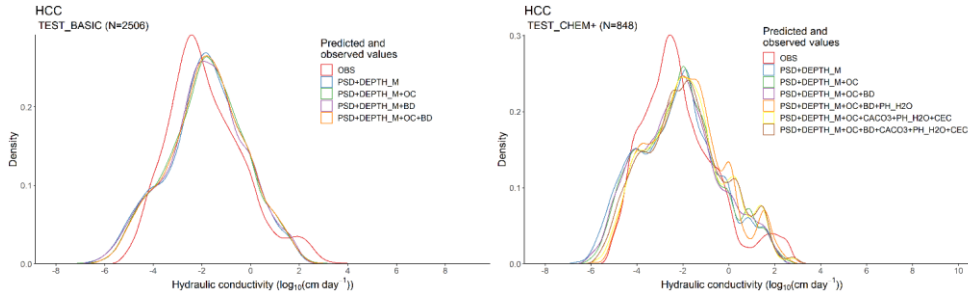 HCC
TEST_BASIC (N=2506)
Predicted and
observed values
OBS
PSD+DEPTH_M
PSD+DEPTH_M+OC
PSD+DEPTH_M+BD
PSD+DEPTH_M+OC+BD
Density
0.2
0.1
0.0
-8 -4 -2 0 4 8
Hydraulic conductivity (log10(cm day 1))
HCC
TEST_CHEM+ (N=848)
Predicted and
observed values
OBS
PSD+DEPTH_M
PSD+DEPTH_M+OC
PSD+DEPTH_M+OC+BD
PSD+DEPTH_M+OC+BD+PH_H2O
PSD+DEPTH_M+OC+CACO3+PH_H2O+CEC
PSD+DEPTH_M+OC+BD+CACO3+PH_H2O+CEC
Density
0.3
0.2
0.1
0.0
-8 -6 -4 -2 0 2 4 6 8 10
Hydraulic conductivity (log10(cm day 1))